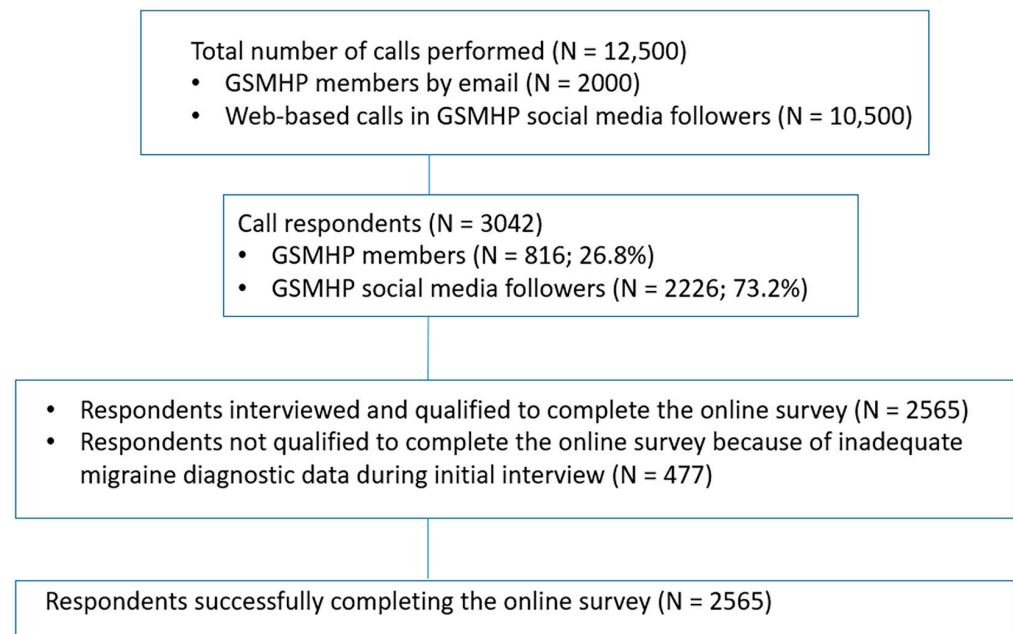 Total number of calls performed (N = 12,500)
• GSMHP members by email (N = 2000)
• Web-based calls in GSMHP social media followers (N = 10,500)
Call respondents (N = 3042)
• GSMHP members (N = 816; 26.8%)
• GSMHP social media followers (N = 2226; 73.2%)
• Respondents interviewed and qualified to complete the online survey (N = 2565)
• Respondents not qualified to complete the online survey because of inadequate
migraine diagnostic data during initial interview (N = 477)
Respondents successfully completing the online survey (N = 2565)